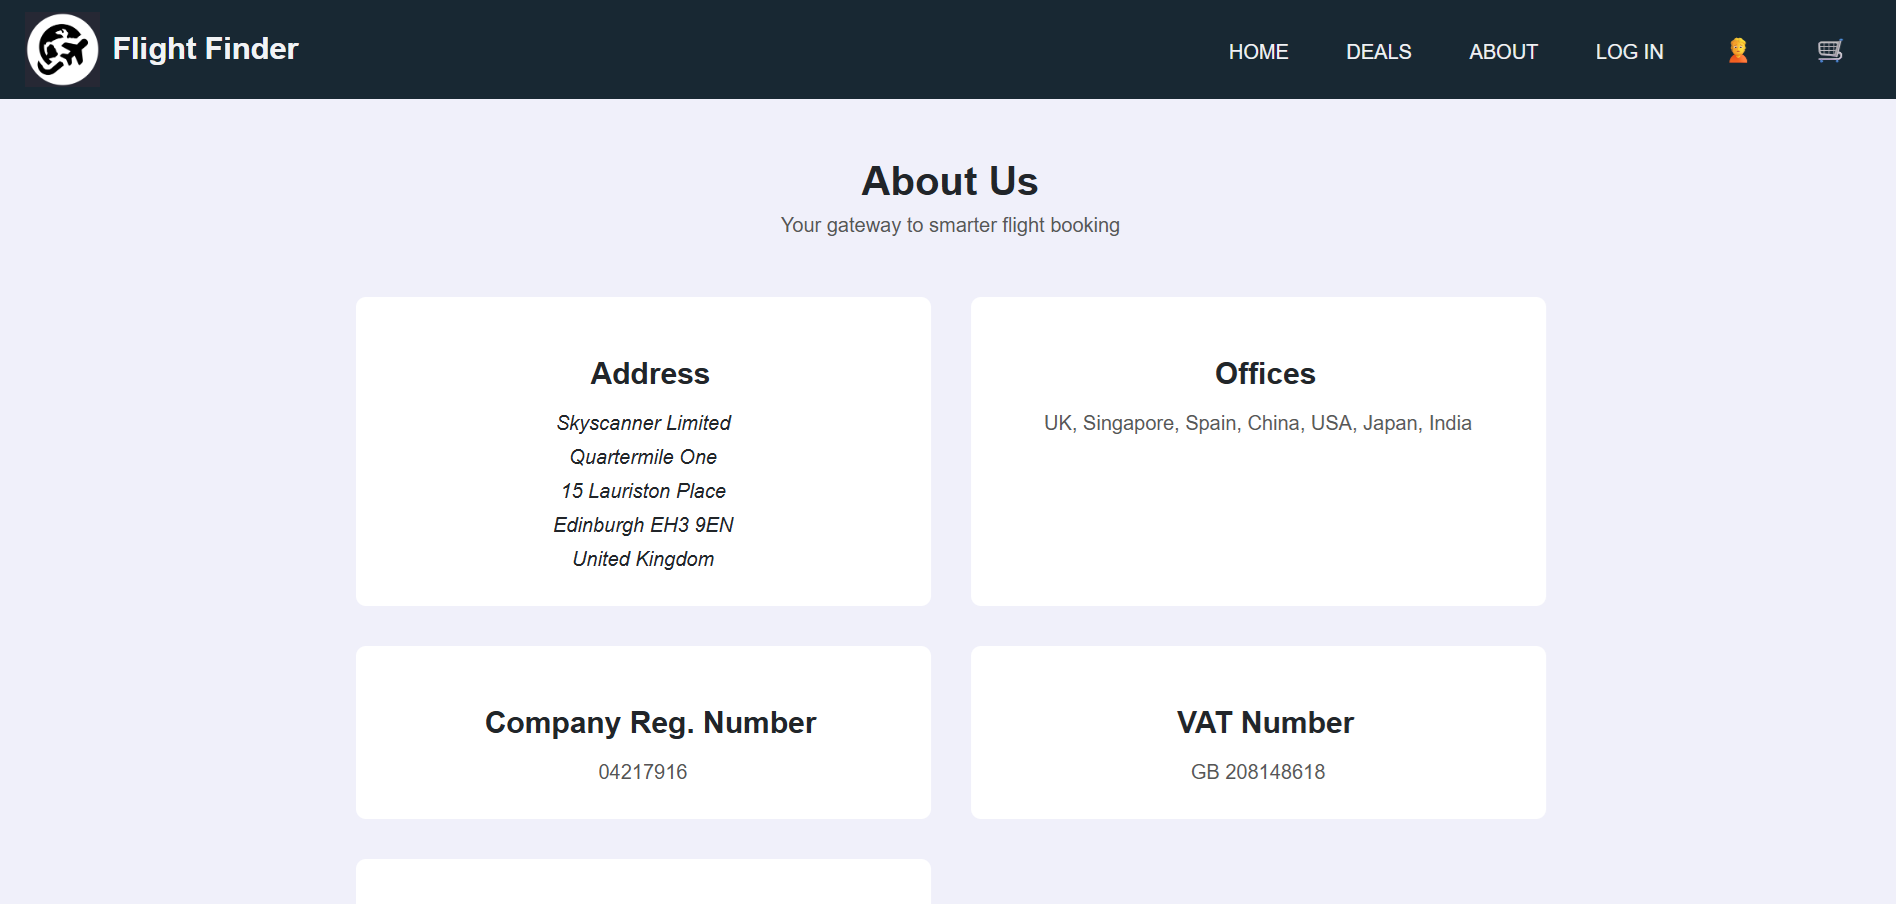 Flight Finder
HOME
DEALS
ABOUT
LOG IN
About Us
Your gateway to smarter flight booking
Address
Skyscanner Limited
Quartermile One
15 Lauriston Place
Edinburgh EH3 9EN
United Kingdom
Offices
UK, Singapore, Spain, China, USA, Japan, India
Company Reg. Number
04217916
VAT Number
GB 208148618